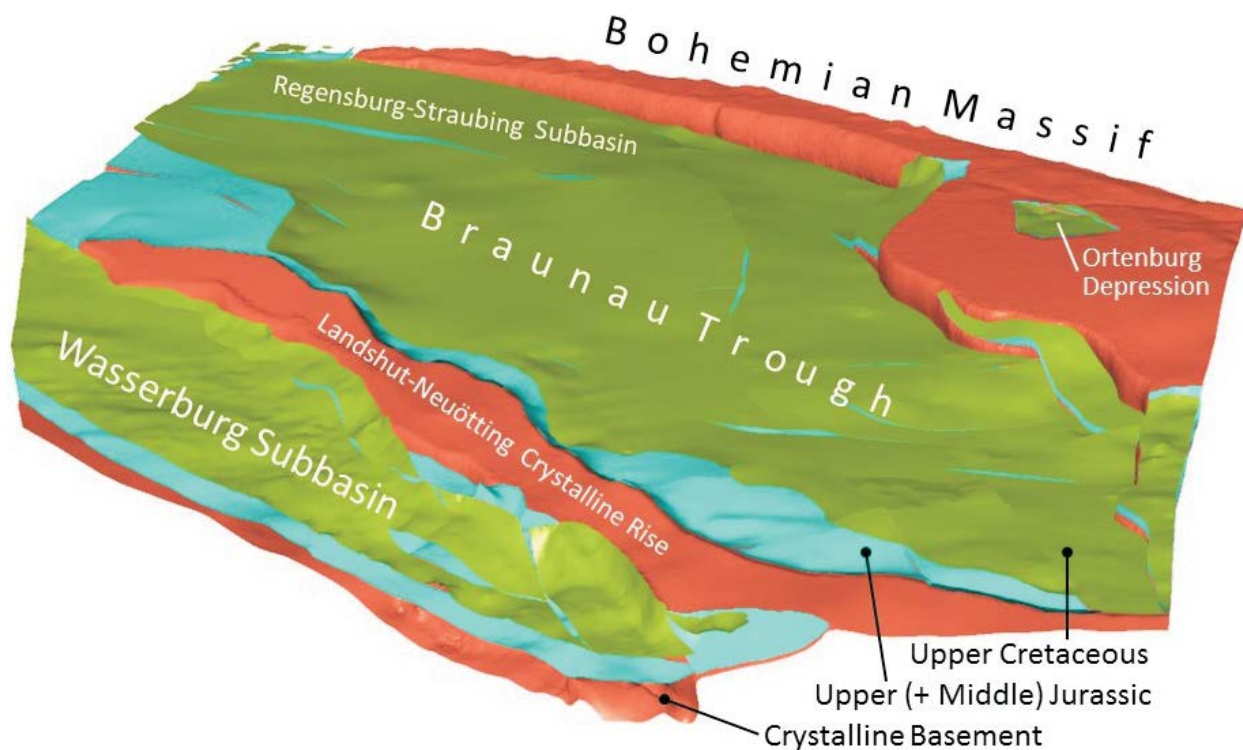 Bohemian Massif
Regensburg-Straubing Subbasin
Ortenburg
Depression
Braunau Trough
Landshut-Neuötting Crystalline Rise
Wasserburg Subbasin
Upper Cretaceous
Upper (+ Middle) Jurassic
Crystalline Basement